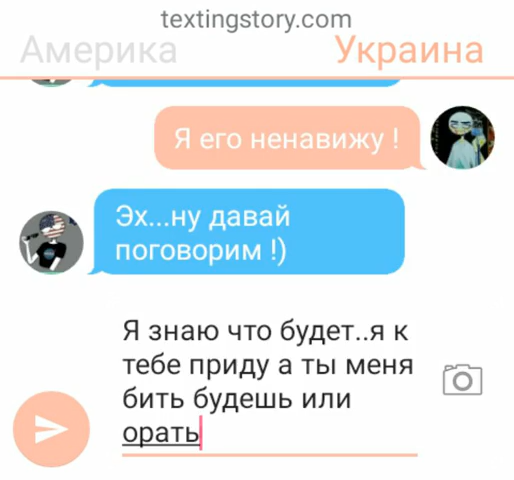 textingstory.com
Америка
Украина
Я его ненавижу !
Эх...ну давай
поговорим !)
Я знаю что будет..я к
тебе приду а ты меня
бить будешь или
орать